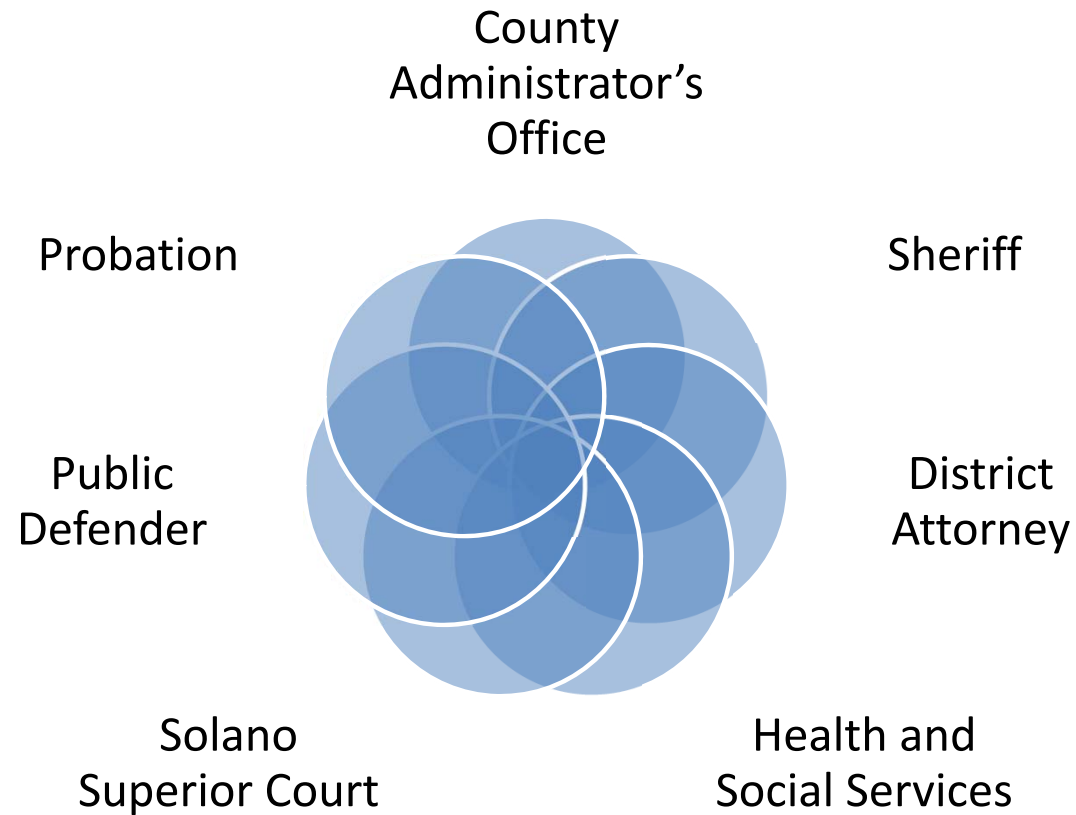 County
Administrator’s
Office
Probation
Sheriff
Public
Defender
District
Attorney
Solano
Superior Court
Health and
Social Services